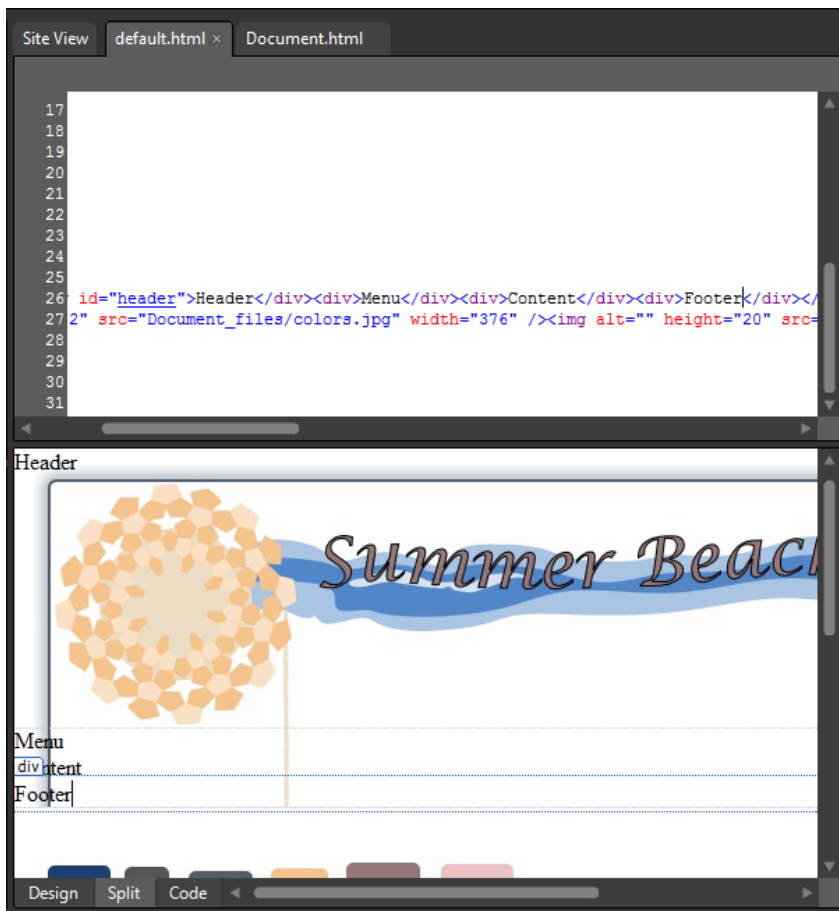 Site View default.html × Document.html
17
18
19
20
21
22
23
24
25
26 id="header">Header</div><div>Menu</div><div>Content</div><div>Footer</div></
27 2" src="Document_files/colors.jpg" width="376" /><img alt="" height="20" src=
28
29
30
31
Header
Summer Beach
Menu
div ntent
Footer
Design Split Code